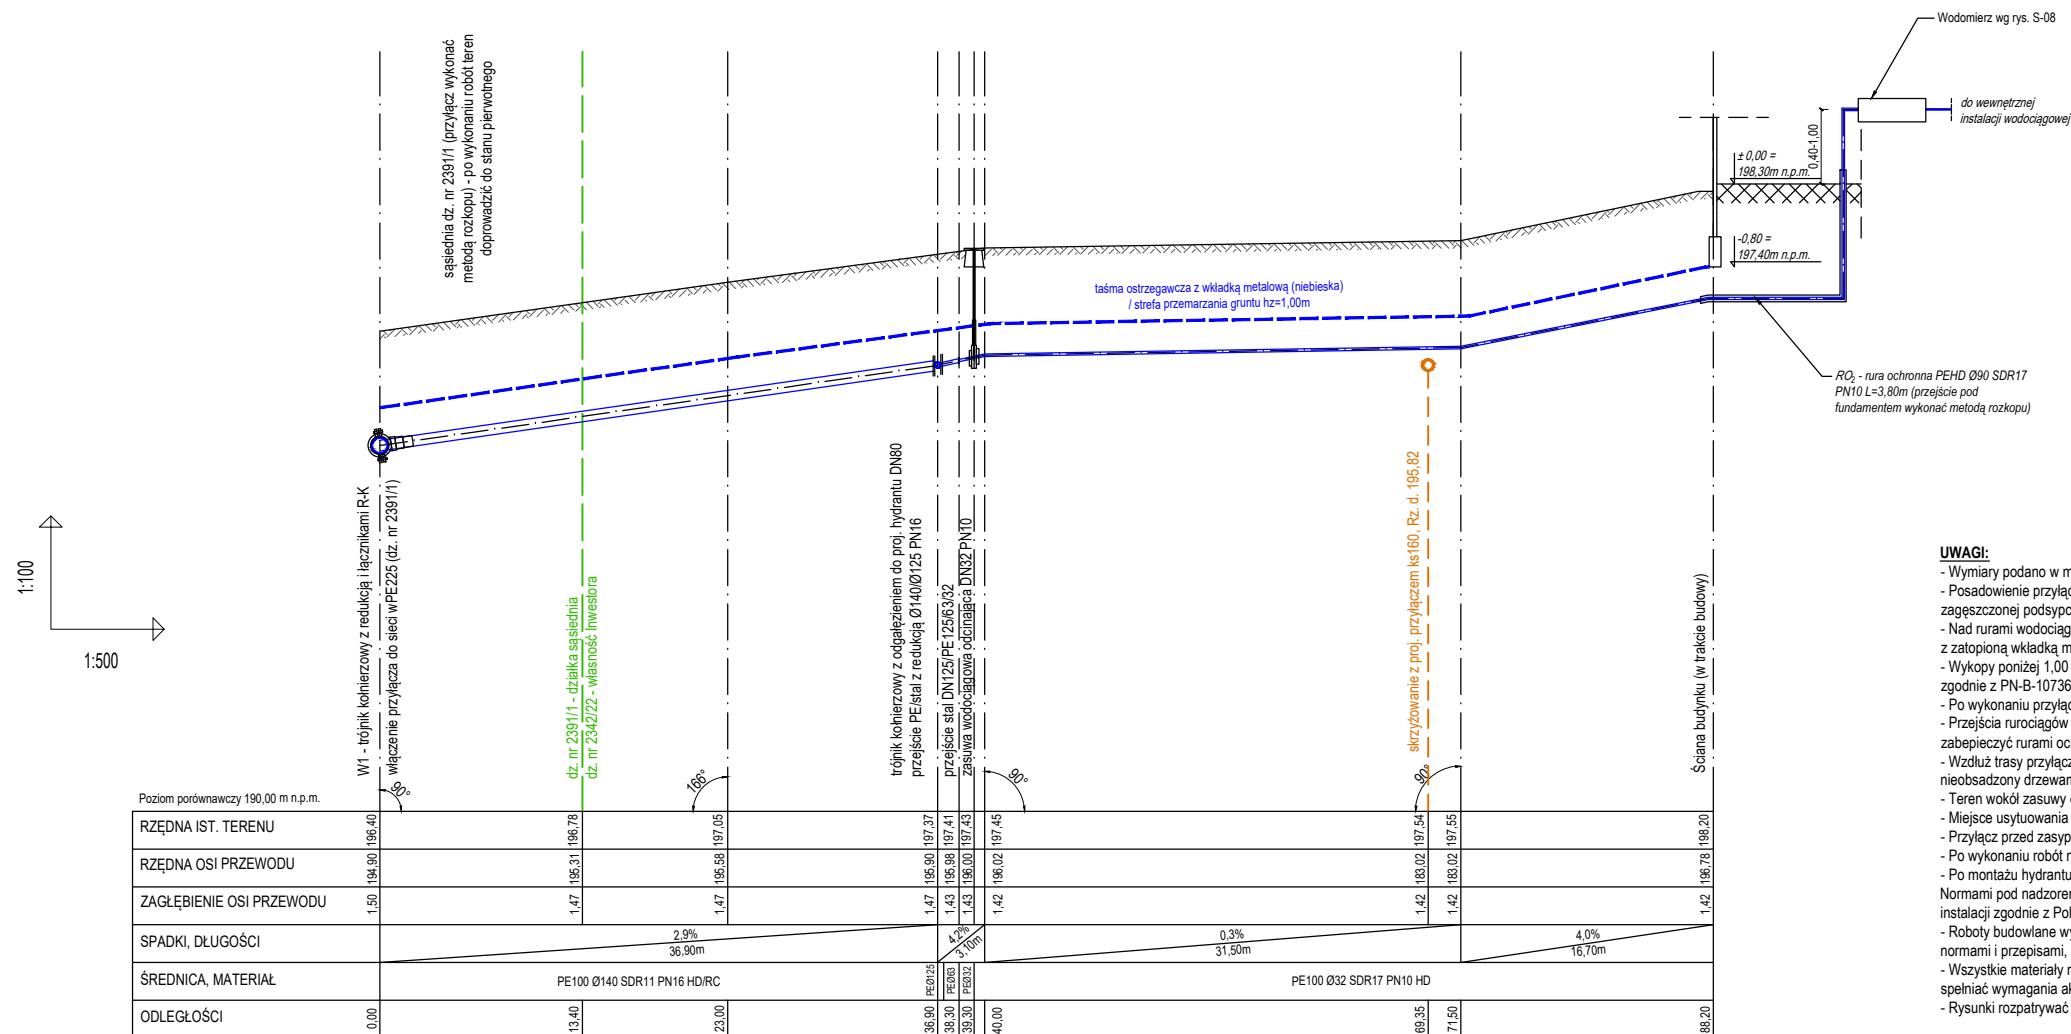 Wodomierz wg rys. S-08
do wewnętrznej
instalacji wodociągowej
sąsiednia dz. nr 2391/1 (przyłącz wykonać
metodą rozkopu) - po wykonaniu robót teren
doprowadzić do stanu pierwotnego
0,40-1,00
±0,00 =
198,30m n.p.m.
-0,80 =
197,40m n.p.m.
taśma ostrzegawcza z wkładką metalową (niebieska)
/ strefa przemarzania gruntu hz=1,00m
RO₂ - rura ochronna PEHD Ø90 SDR17
PN10 L=3,80m (przejście pod
fundamentem wykonać metodą rozkopu)
1:100
1:500
W1 - trójnik kołnierzowy z redukcją i łącznikami R-K
włączenie przyłącza do sieci wPE225 (dz. nr 2391/1)
dz. nr 2391/1 - działka sąsiednia
dz. nr 2342/22 - własność Inwestora
trójnik kołnierzowy z odgałęzieniem do proj. hydrantu DN80
przejście PE/stal z redukcją Ø140/Ø125 PN16
przejście stal DN125/PE125/63/32
zasuwa wodociągowa odcinająca DN32 PN10
skrzyżowanie z proj. przyłączem ks160, Rz. d. 195,82
Ściana budynku (w trakcie budowy)
90°
166°
90°
90°
UWAGI:
- Wymiary podano w m
- Posadowienie przyłąc
zagęszczonej podsypc
- Nad rurami wodociąg
z zatopioną wkładką m
- Wykopy poniżej 1,00
zgodnie z PN-B-10736
- Po wykonaniu przyłąc
- Przejścia rurociągów
zabepieczyć rurami oc
- Wzdłuż trasy przyłącz
nieobsadzony drzewam
- Teren wokół zasuwy
- Miejsce usytuowania
- Przyłącz przed zasyp
- Po wykonaniu robót n
- Po montażu hydrantu
Normami pod nadzorem
instalacji zgodnie z Pol
- Roboty budowlane wy
normami i przepisami,
- Wszystkie materiały m
spełniać wymagania ak
- Rysunki rozpatrywać
Poziom porównawczy 190,00 m n.p.m.
RZĘDNA IST. TERENU 196,40 196,78 197,05 197,37 197,41 197,43 197,45 197,54 197,55 198,20
RZĘDNA OSI PRZEWODU 194,90 195,31 195,58 195,90 195,98 196,00 196,02 183,02 183,02 196,78
ZAGŁĘBIENIE OSI PRZEWODU 1,50 1,47 1,47 1,47 1,43 1,43 1,42 1,42 1,42 1,42
SPADKI, DŁUGOŚCI 2,9% 36,90m 4,2% 3,10m 0,3% 31,50m 4,0% 16,70m
ŚREDNICA, MATERIAŁ PE100 Ø140 SDR11 PN16 HD/RC PEØ125 PEØ63 PEØ32 PE100 Ø32 SDR17 PN10 HD
ODLEGŁOŚCI 0,00 13,40 23,00 36,90 38,30 39,30 40,00 69,35 71,50 88,20